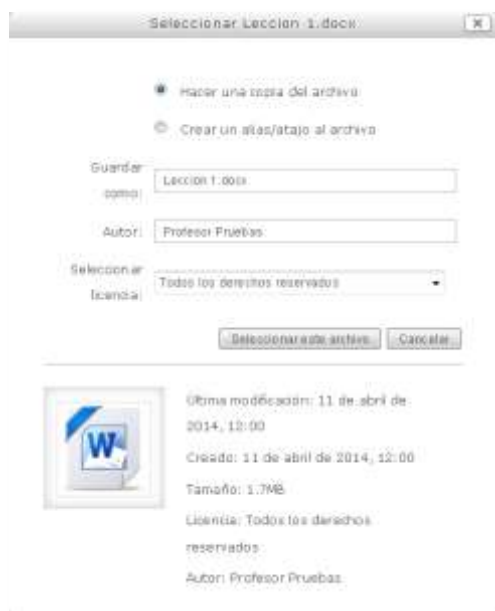 Seleccionar Leccion 1.docx
Hacer una copia del archivo
Crear un alias/atajo al archivo
Guardar
como:
Leccion 1.docx
Autor:
Profesor Pruebas
Seleccionar
licencia:
Todos los derechos reservados
Seleccionar este archivo
Cancelar
Última modificación: 11 de abril de
2014, 12:00
Creado: 11 de abril de 2014, 12:00
Tamaño: 1.7MB
Licencia: Todos los derechos
reservados
Autor: Profesor Pruebas
W